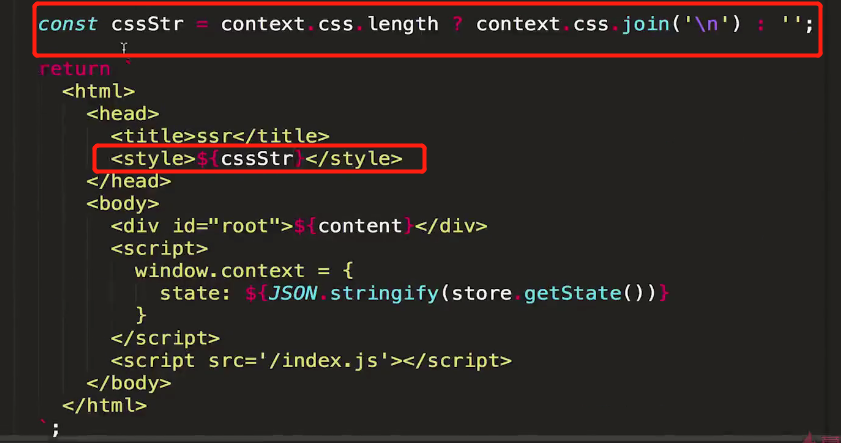 const cssStr = context.css.length ? context.css.join('\n') : '';
return `
<html>
<head>
<title>ssr</title>
<style>${cssStr}</style>
</head>
<body>
<div id="root">${content}</div>
<script>
window.context = {
state: ${JSON.stringify(store.getState())}
}
</script>
<script src='/index.js'></script>
</body>
</html>
`;